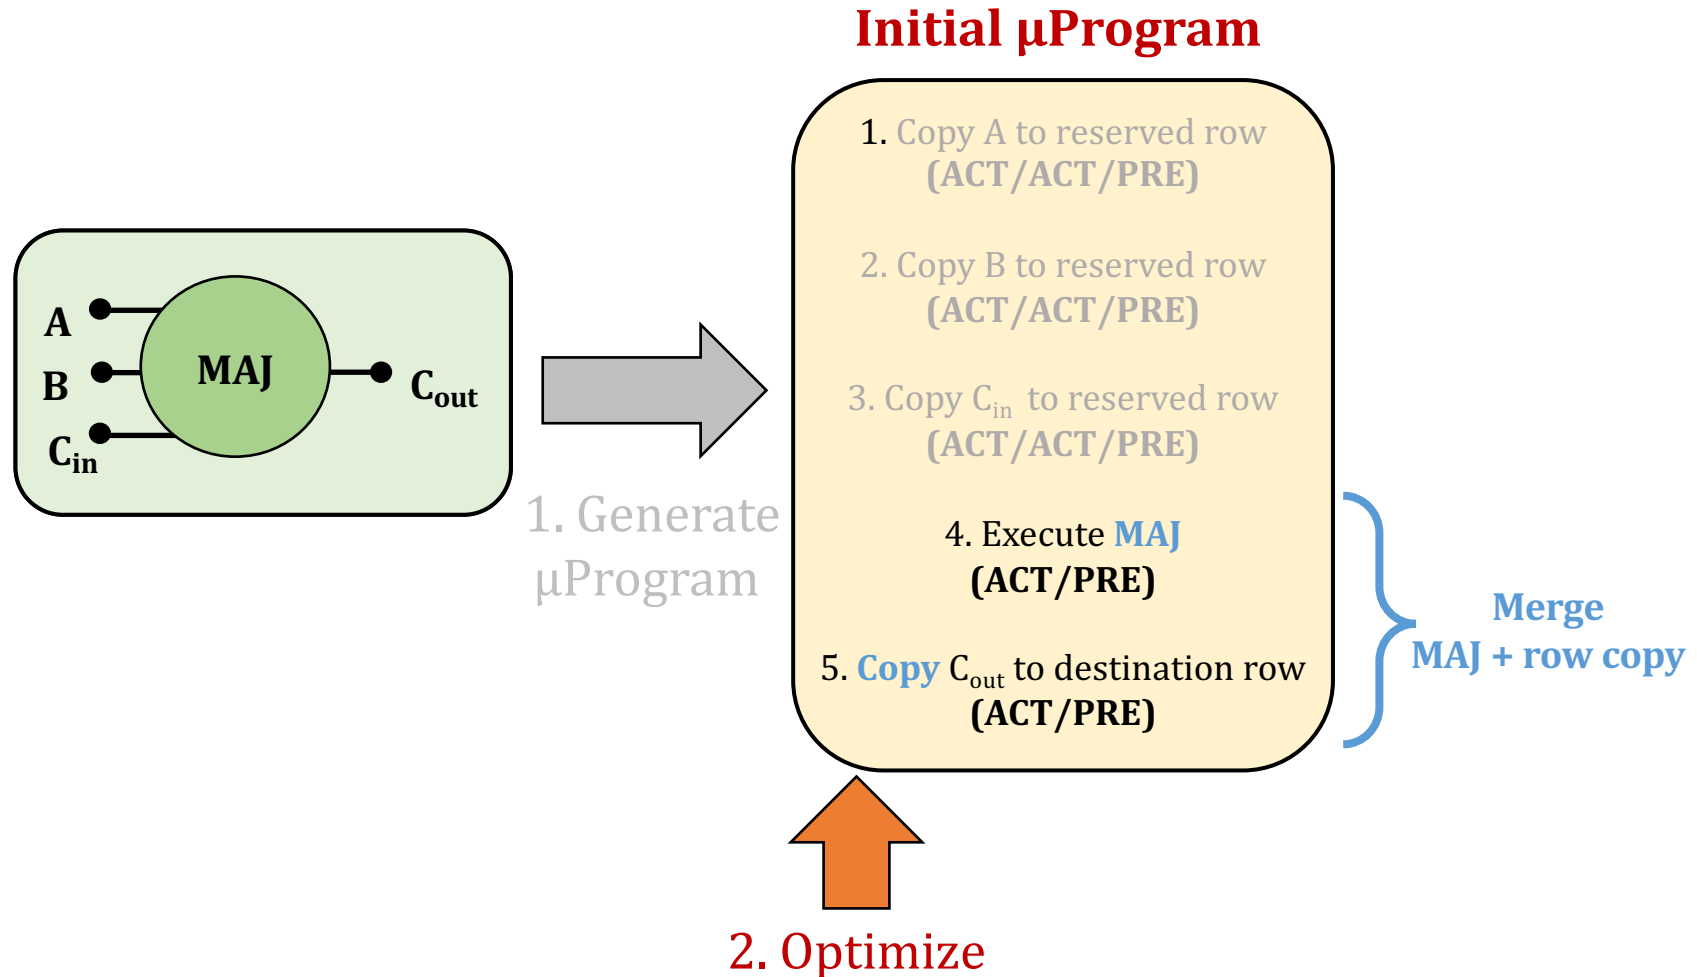 Initial µProgram
1. Copy A to reserved row
(ACT/ACT/PRE)
2. Copy B to reserved row
(ACT/ACT/PRE)
3. Copy Cin to reserved row
(ACT/ACT/PRE)
4. Execute MAJ
(ACT/PRE)
5. Copy Cout to destination row
(ACT/PRE)
A
B
Cin
MAJ
Cout
1. Generate
µProgram
Merge
MAJ + row copy
2. Optimize